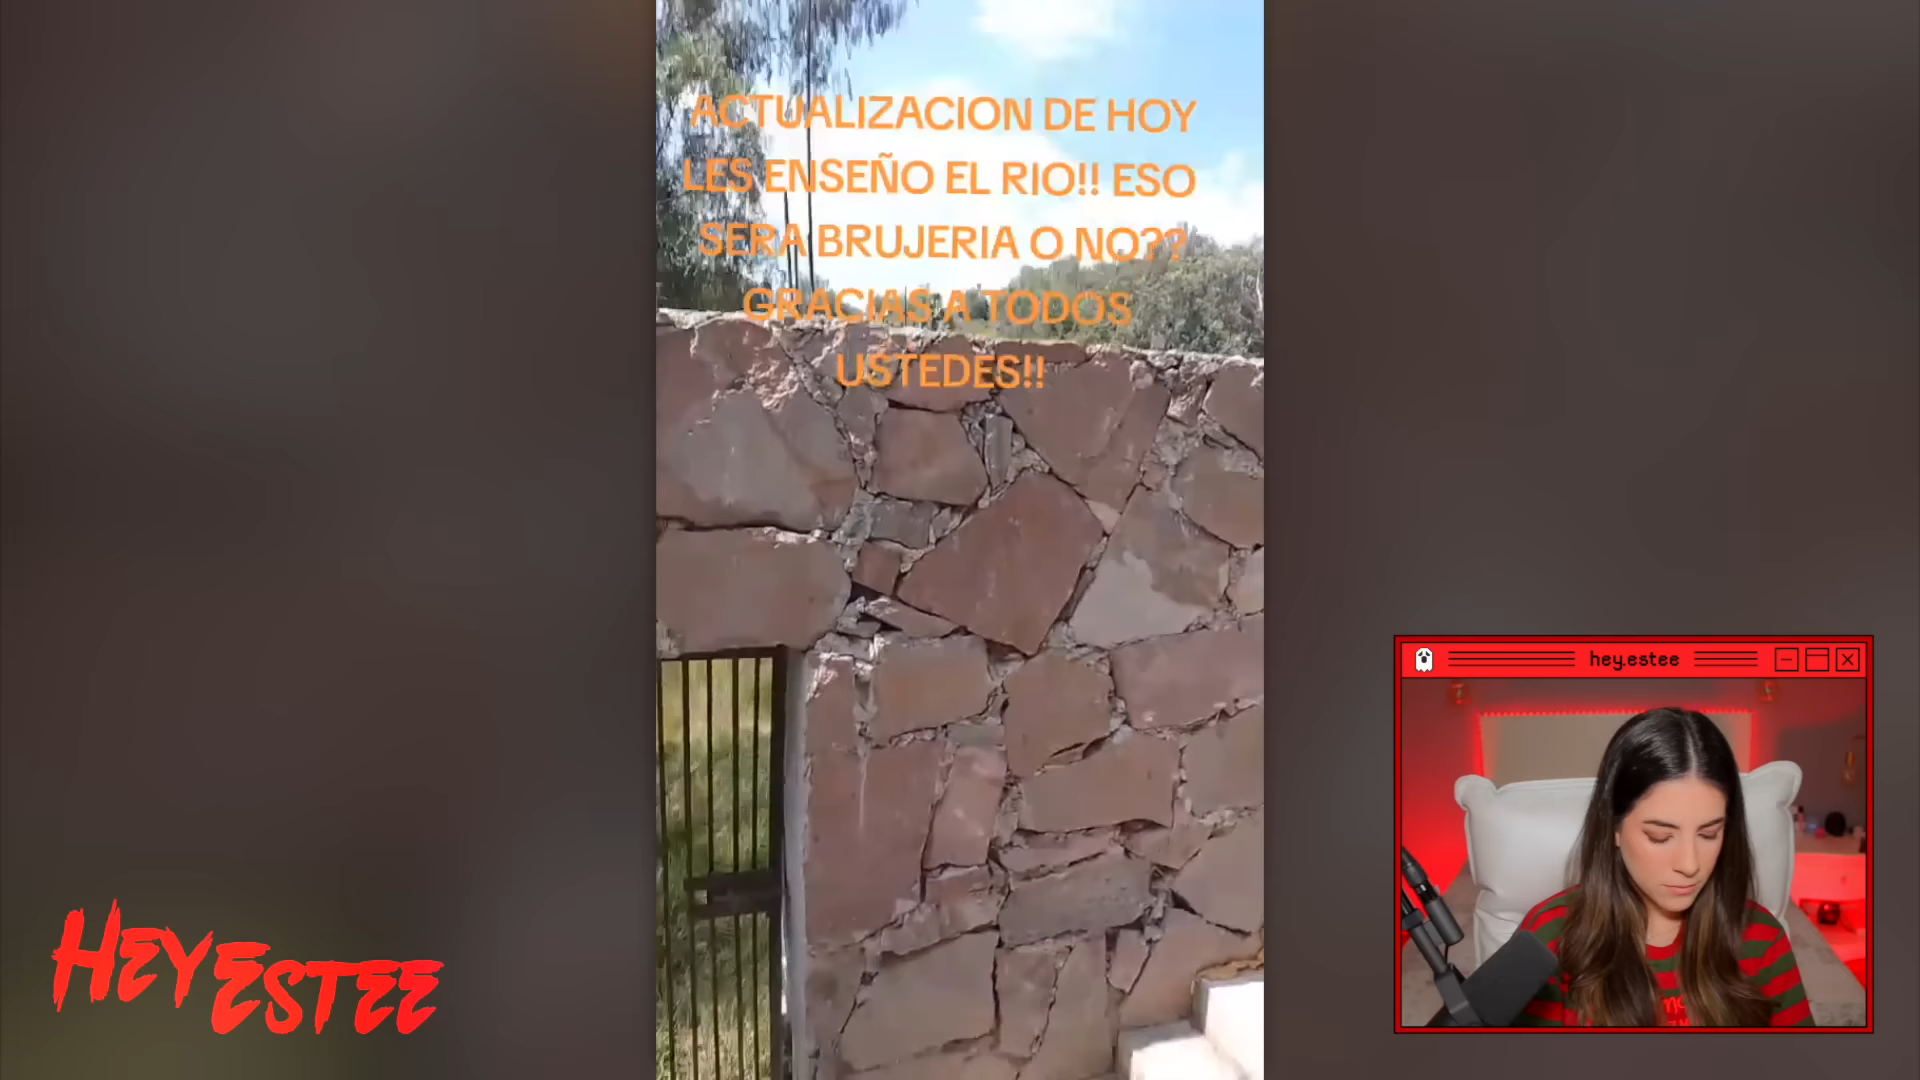 ACTUALIZACION DE HOY
LES ENSEÑO EL RIO!! ESO
SERA BRUJERIA O NO??
GRACIAS A TODOS
USTEDES!!
hey.estee
HEYESTEE